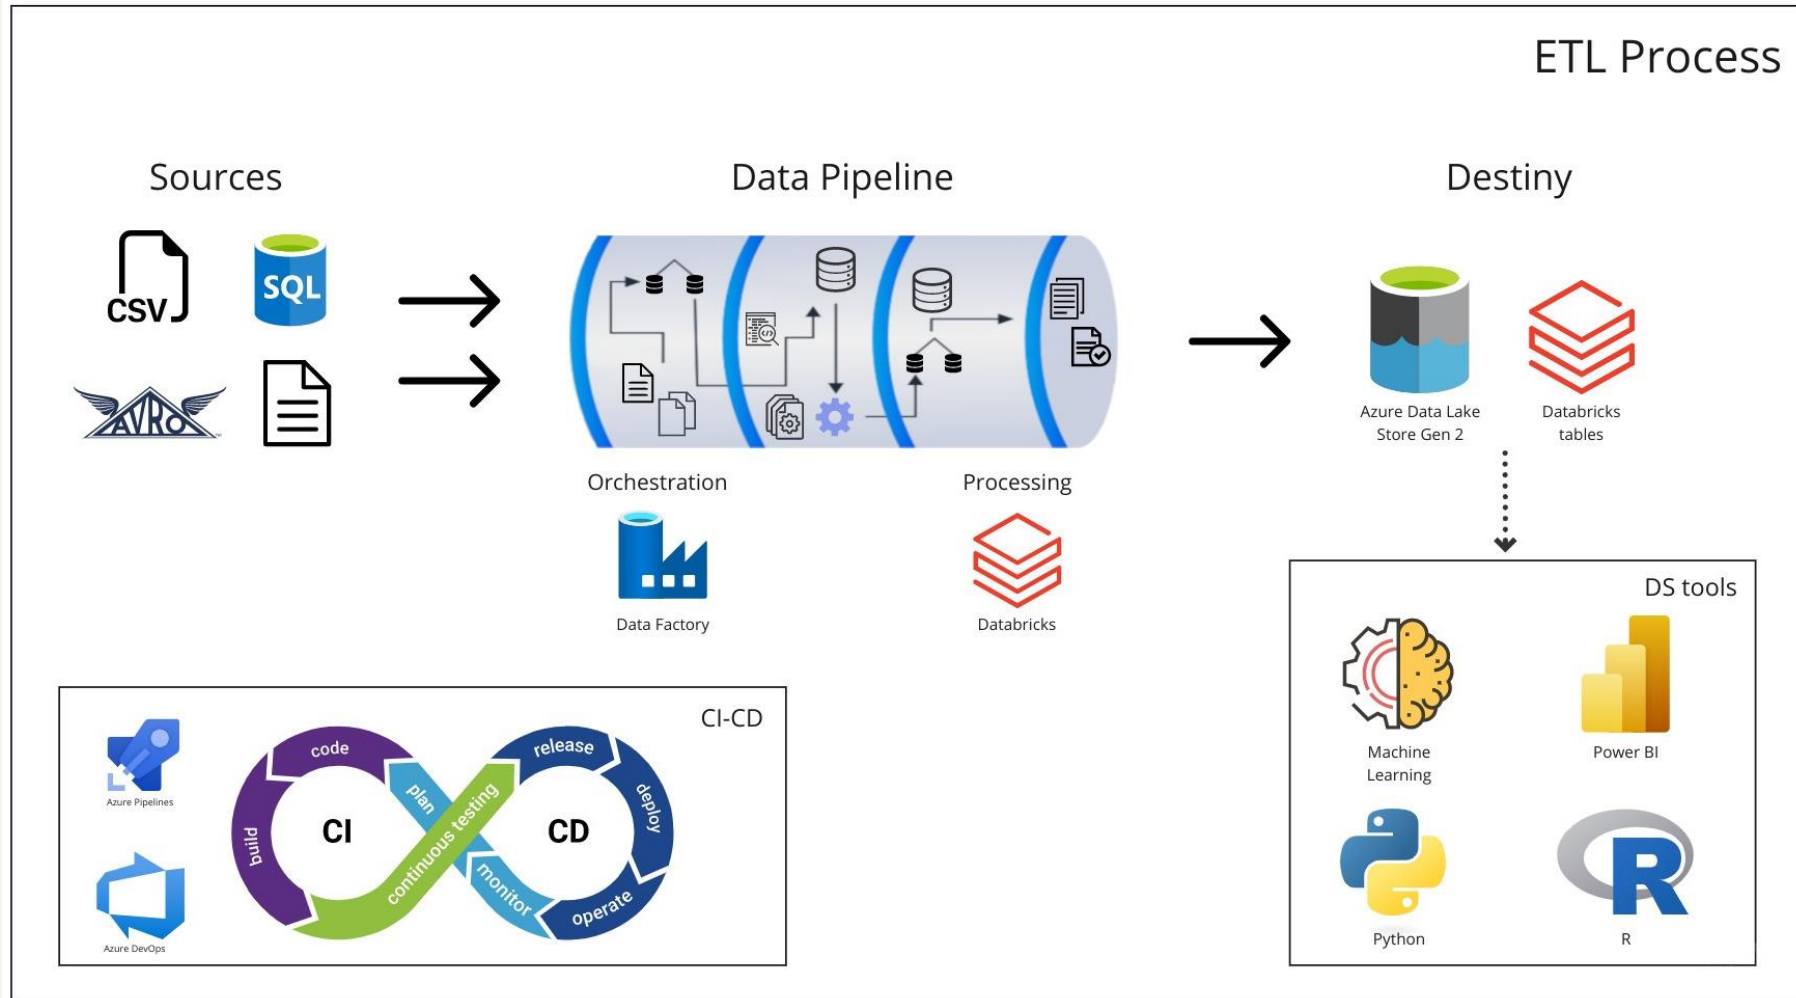 ETL Process
Sources
Data Pipeline
Destiny
CSV
SQL
AVRO
Azure Data Lake
Store Gen 2
Databricks
tables
Orchestration
Processing
Data Factory
Databricks
DS tools
Machine
Learning
Power BI
Python
R
R
CI-CD
Azure Pipelines
Azure DevOps
code
build
CI
plan
continuous testing
monitor
CD
release
deploy
operate